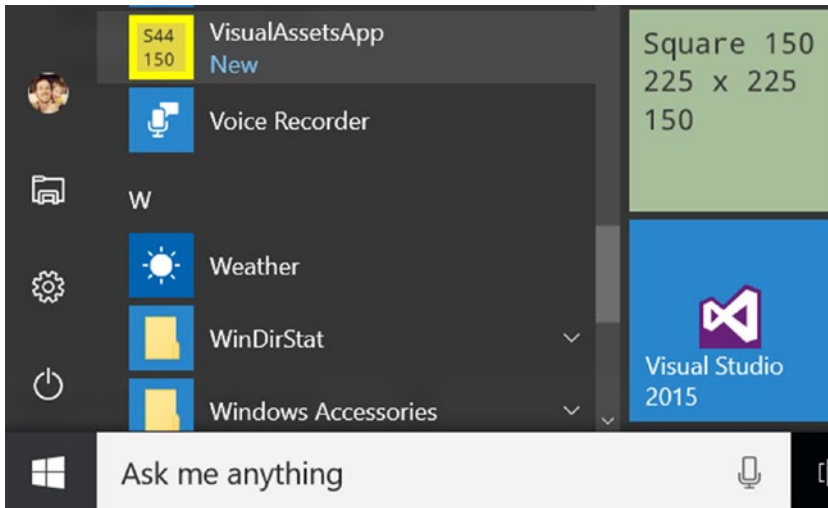 S44
150
VisualAssetsApp
New
Voice Recorder
W
Weather
WinDirStat
Windows Accessories
Ask me anything
Square 150
225 x 225
150
Visual Studio
2015